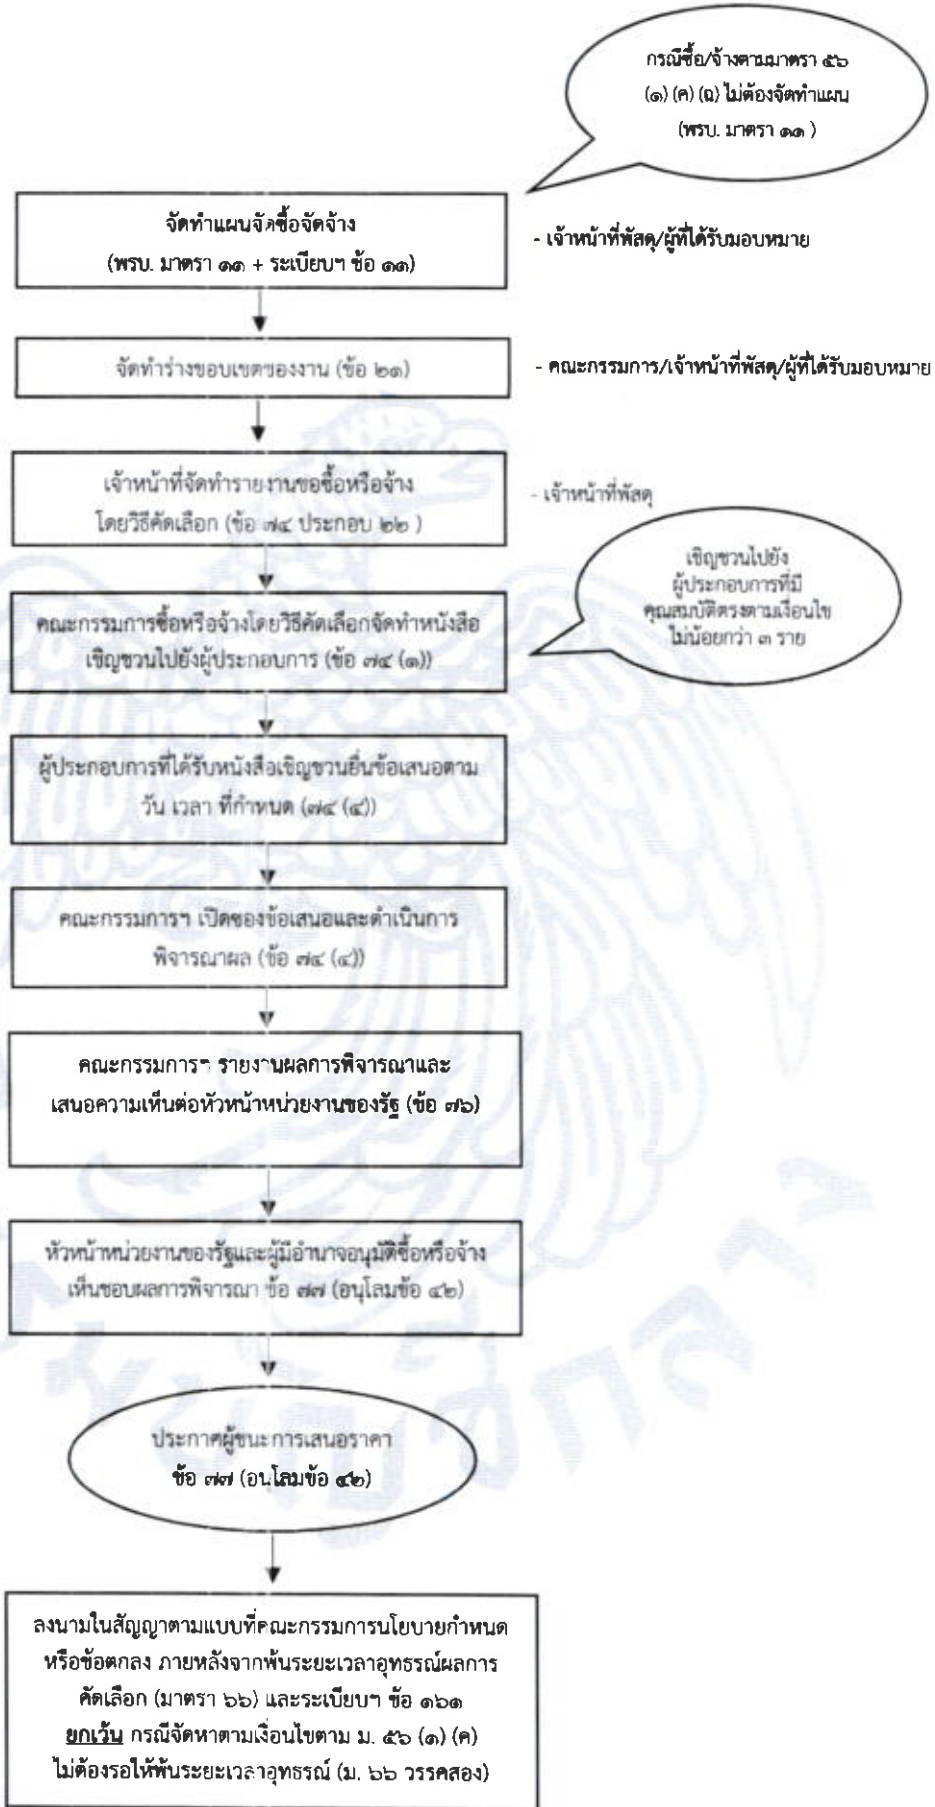 กรณีซื้อ/จ้างตามมาตรา ๕๖
(๑) (ค) (ฉ) ไม่ต้องจัดทำแผน
(พรบ. มาตรา ๑๑ )
จัดทำแผนจัดซื้อจัดจ้าง
(พรบ. มาตรา ๑๑ + ระเบียบฯ ข้อ ๑๑)
- เจ้าหน้าที่พัสดุ/ผู้ที่ได้รับมอบหมาย
จัดทำร่างขอบเขตของงาน (ข้อ ๒๑)
- คณะกรรมการ/เจ้าหน้าที่พัสดุ/ผู้ที่ได้รับมอบหมาย
เจ้าหน้าที่จัดทำรายงานขอซื้อหรือจ้าง
โดยวิธีคัดเลือก (ข้อ ๗๔ ประกอบ ๒๒ )
- เจ้าหน้าที่พัสดุ
เชิญชวนไปยัง
ผู้ประกอบการที่มี
คุณสมบัติตรงตามเงื่อนไข
ไม่น้อยกว่า ๓ ราย
คณะกรรมการซื้อหรือจ้างโดยวิธีคัดเลือกจัดทำหนังสือ
เชิญชวนไปยังผู้ประกอบการ (ข้อ ๗๔ (๑))
ผู้ประกอบการที่ได้รับหนังสือเชิญชวนยื่นข้อเสนอตาม
วัน เวลา ที่กำหนด (๗๔ (๔))
คณะกรรมการฯ เปิดซองข้อเสนอและดำเนินการ
พิจารณาผล (ข้อ ๗๔ (๔))
คณะกรรมการฯ รายงานผลการพิจารณาและ
เสนอความเห็นต่อหัวหน้าหน่วยงานของรัฐ (ข้อ ๗๖)
หัวหน้าหน่วยงานของรัฐและผู้มีอำนาจอนุมัติซื้อหรือจ้าง
เห็นชอบผลการพิจารณา ข้อ ๗๗ (อนุโลมข้อ ๔๒)
ประกาศผู้ชนะการเสนอราคา
ข้อ ๗๗ (อนุโลมข้อ ๔๒)
ลงนามในสัญญาตามแบบที่คณะกรรมการนโยบายกำหนด
หรือข้อตกลง ภายหลังจากพ้นระยะเวลาอุทธรณ์ผลการ
คัดเลือก (มาตรา ๖๖) และระเบียบฯ ข้อ ๑๖๑
ยกเว้น กรณีจัดหาตามเงื่อนไขตาม ม. ๕๖ (๑) (ค)
ไม่ต้องรอให้พ้นระยะเวลาอุทธรณ์ (ม. ๖๖ วรรคสอง)